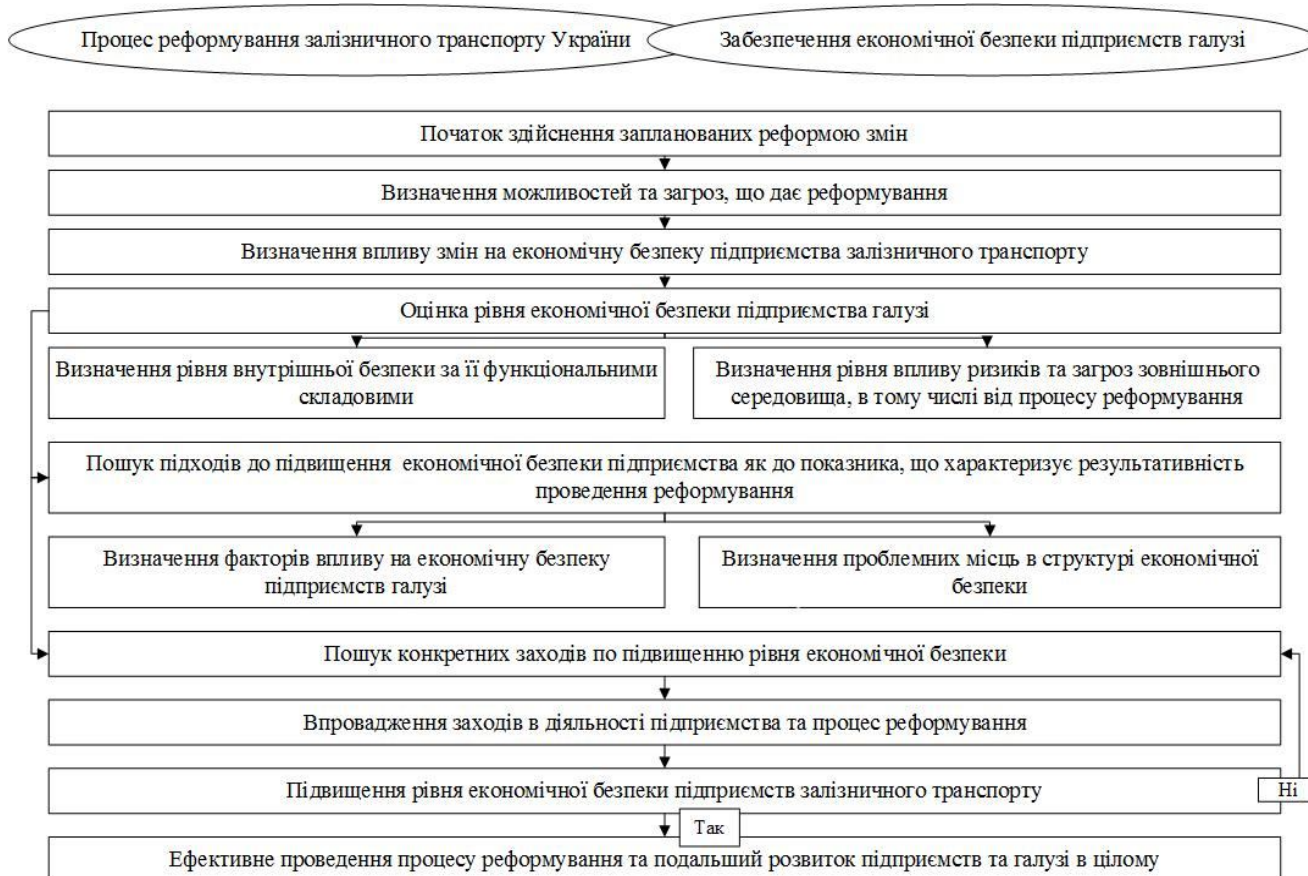 Процес реформування залізничного транспорту України
Забезпечення економічної безпеки підприємств галузі
Початок здійснення запланованих реформою змін
Визначення можливостей та загроз, що дає реформування
Визначення впливу змін на економічну безпеку підприємства залізничного транспорту
Оцінка рівня економічної безпеки підприємства галузі
Визначення рівня внутрішньої безпеки за її функціональними
складовими
Визначення рівня впливу ризиків та загроз зовнішнього
середовища, в тому числі від процесу реформування
Пошук підходів до підвищення економічної безпеки підприємства як до показника, що характеризує результативність
проведення реформування
Визначення факторів впливу на економічну безпеку
підприємств галузі
Визначення проблемних місць в структурі економічної
безпеки
Пошук конкретних заходів по підвищенню рівня економічної безпеки
Впровадження заходів в діяльності підприємства та процес реформування
Підвищення рівня економічної безпеки підприємств залізничного транспорту
Ні
Так
Ефективне проведення процесу реформування та подальший розвиток підприємств та галузі в цілому